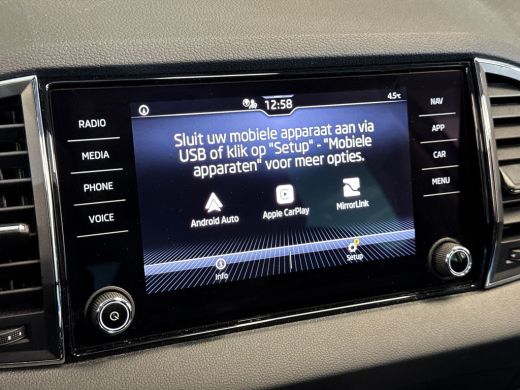 12:58
4.5°C
RADIO
MEDIA
PHONE
VOICE
Sluit uw mobiele apparaat aan via
USB of klik op "Setup" - "Mobiele
apparaten" voor meer opties.
Android Auto
Apple CarPlay
MirrorLink
Info
Setup
NAV
APP
CAR
MENU